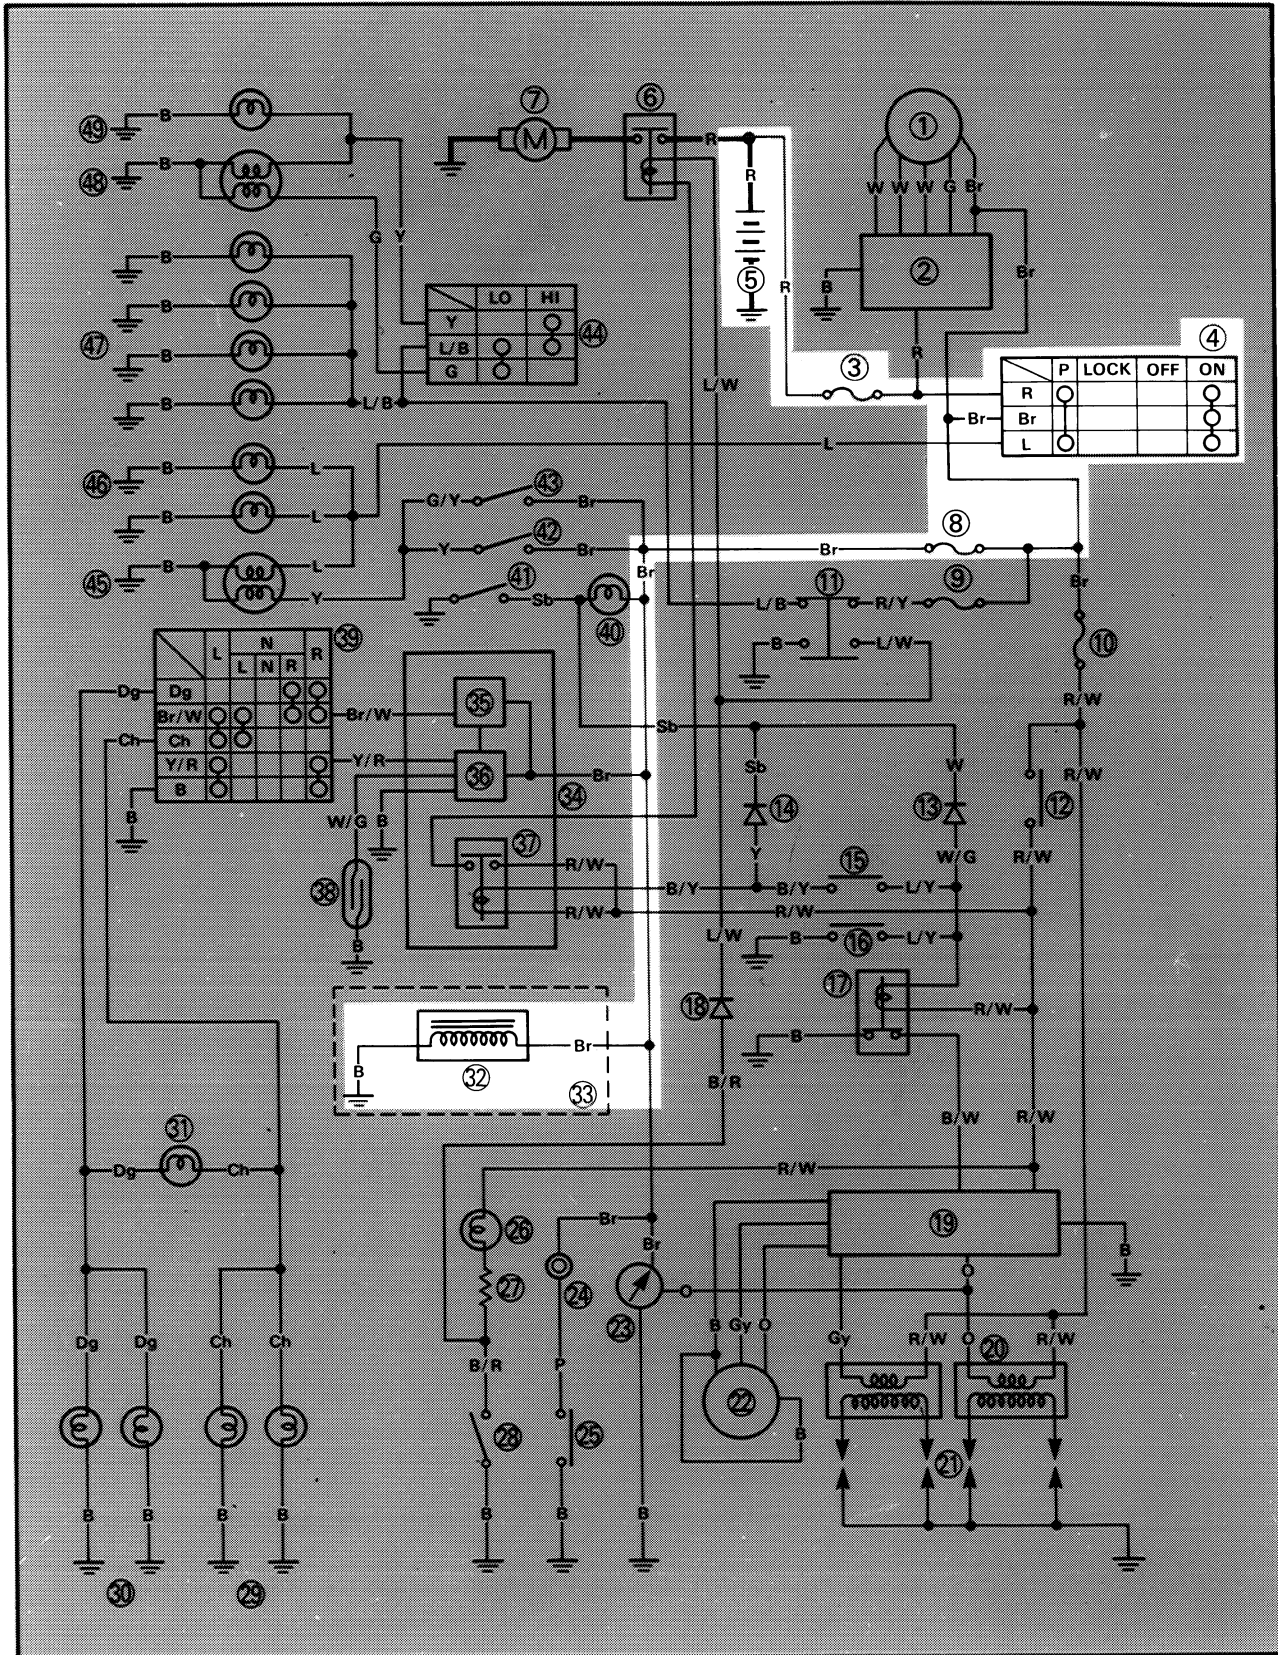 ⑥
⑦
①
㊾ B
M
R
B
㊽
R
W W W G Br
G Y
②
B
⑤
Br
R
B
LO HI
B
Y
㊹
④
㊼
L/B
B
G
R
③
P LOCK OFF ON
L/W
R
B L/B
Br Br
L
L
B L
㊻
㊸
G/Y Br
B L
㊷
⑧
Y Br
Br
B L
Br
㊶
⑪
⑨
Br
㊺
Y
Sb
L/B R/Y
㊵
L N R
㊴
B L/W
⑩
L N R
Dg Dg
R/W
㉟
Br/W Br/W
Sb
Ch Ch
Y/R Y/R
㊱
Br
Sb
W
R/W
B
㉞
⑭
⑬
⑫
B
W/G B
㊲
R/W
Y
⑮
W/G
R/W
㊳
B/Y B/Y L/Y
R/W
R/W
B
L/W
B ⑯ L/Y
⑰
⑱
R/W
Br
B
B
㉜
㉝
B/R
B/W
R/W
㉛
Dg Ch
R/W
㉖
Br
⑲
Br
B
㉔
O
㉗
O
㉓
B Gy O
Dg Dg Ch Ch
Gy R/W O ⑳ R/W
B/R
P
㉒
㉘
㉕
B
㉑
B B B B
B B B
㉚
㉙